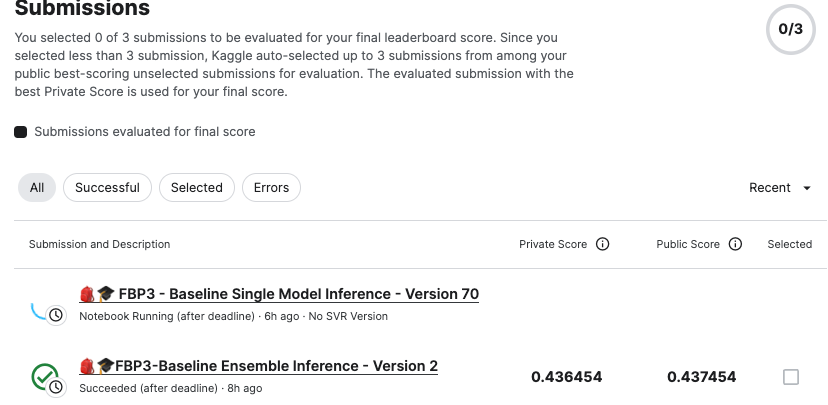 Submissions
You selected 0 of 3 submissions to be evaluated for your final leaderboard score. Since you
selected less than 3 submission, Kaggle auto-selected up to 3 submissions from among your
public best-scoring unselected submissions for evaluation. The evaluated submission with the
best Private Score is used for your final score.
0/3
Submissions evaluated for final score
All Successful Selected Errors Recent
Submission and Description Private Score Public Score Selected
🎒🎓 FBP3 - Baseline Single Model Inference - Version 70
Notebook Running (after deadline) · 6h ago · No SVR Version
🎒🎓FBP3-Baseline Ensemble Inference - Version 2
Succeeded (after deadline) · 8h ago
0.436454 0.437454